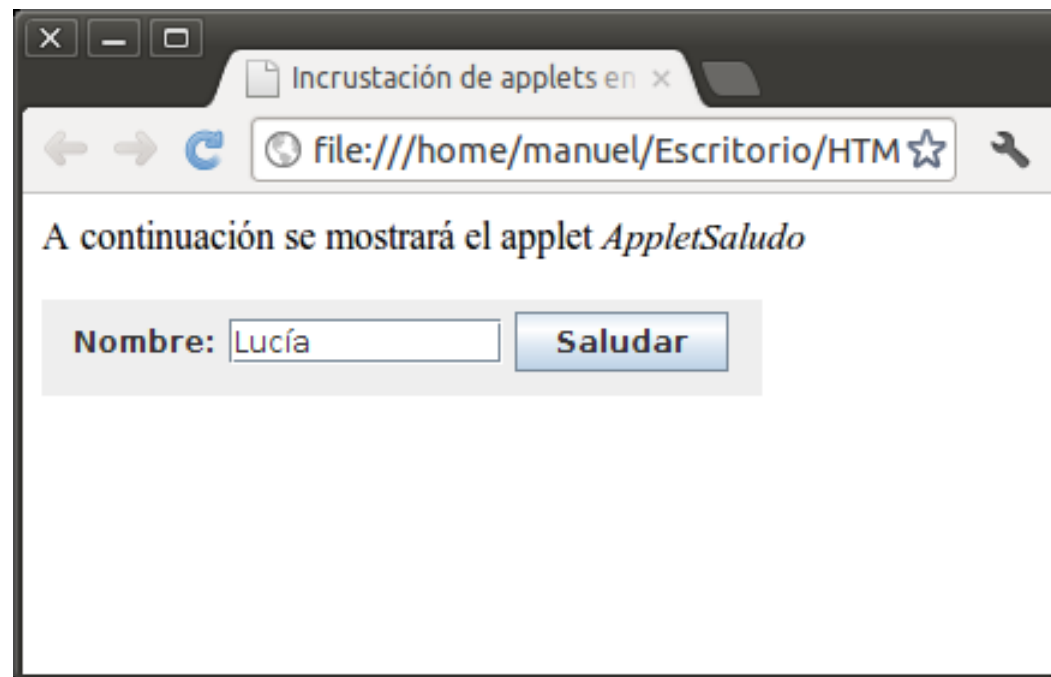 Incrustación de applets en
file:///home/manuel/Escritorio/HTM
A continuación se mostrará el applet AppletSaludo
Nombre: Lucía Saludar